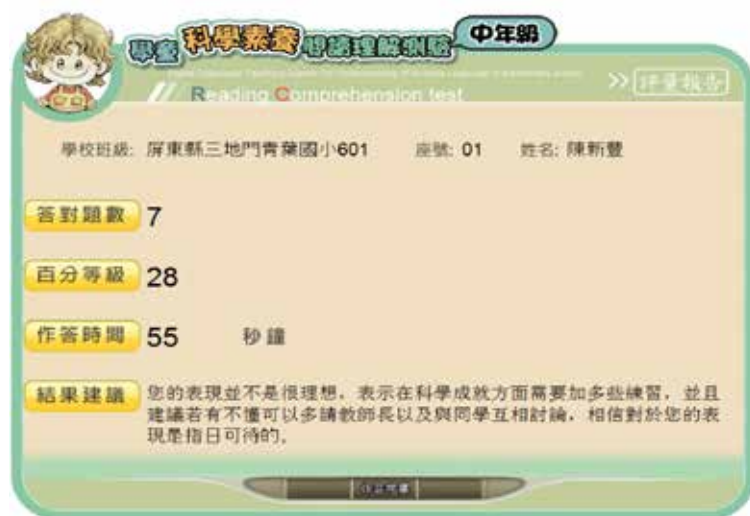 學童科學素養閱讀理解測驗 中年級
Reading Comprehension test
>> 評量報告
學校班級: 屏東縣三地門青葉國小601 座號: 01 姓名: 陳新豐
答對題數 7
百分等級 28
作答時間 55 秒鐘
結果建議 您的表現並不是很理想，表示在科學成就方面需要加多些練習，並且
建議若有不懂可以多請教師長以及與同學互相討論，相信對於您的表
現是指日可待的。